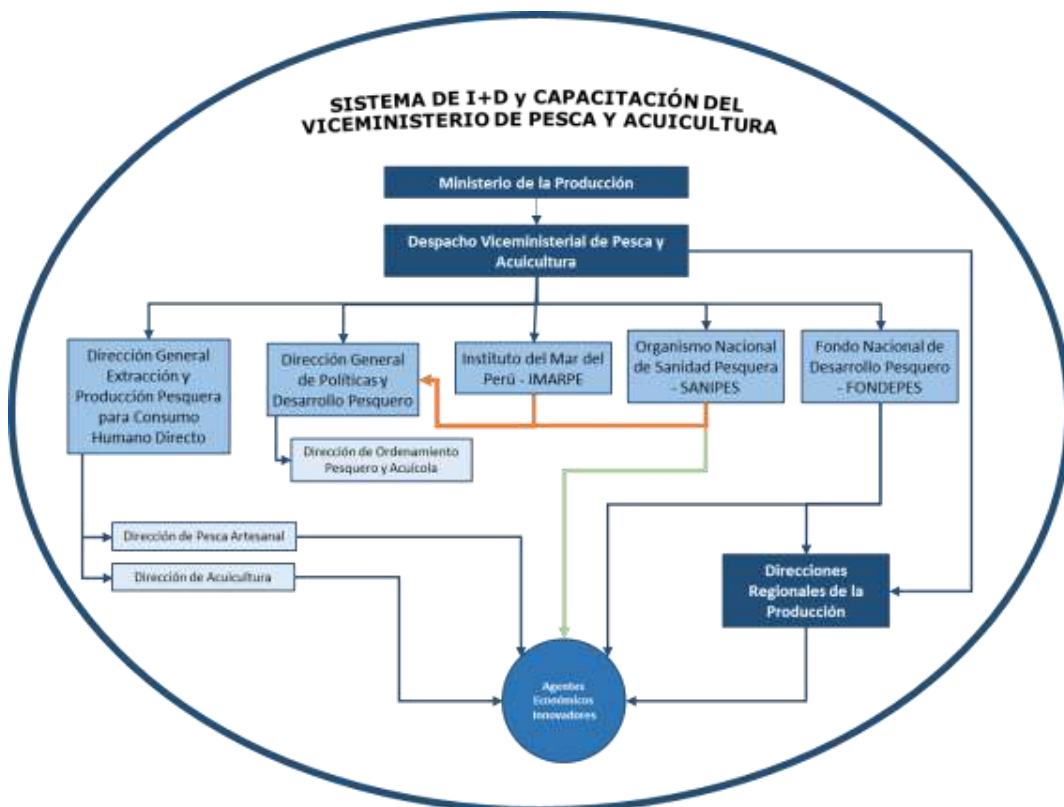 SISTEMA DE I+D y CAPACITACIÓN DEL
VICEMINISTERIO DE PESCA Y ACUICULTURA
Ministerio de la Producción
Despacho Viceministerial de Pesca y
Acuicultura
Dirección General
Extracción y
Producción Pesquera
para Consumo
Humano Directo
Dirección General
de Políticas y
Desarrollo Pesquero
Instituto del Mar del
Perú - IMARPE
Organismo Nacional
de Sanidad Pesquera
- SANIPES
Fondo Nacional de
Desarrollo Pesquero
- FONDEPES
Dirección de Ordenamiento
Pesquero y Acuícola
Dirección de Pesca Artesanal
Dirección de Acuicultura
Direcciones
Regionales de la
Producción
Agentes
Económicos
Innovadores